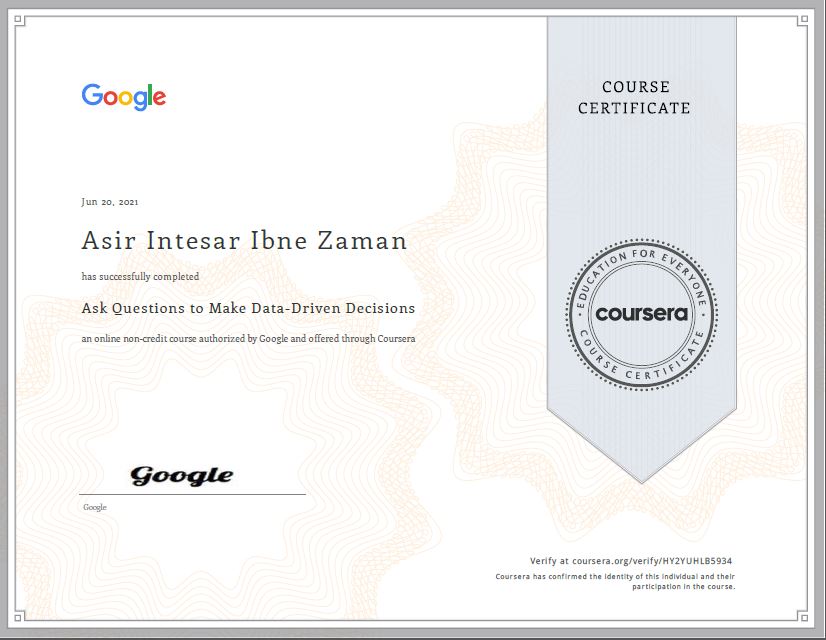 Google
COURSE
CERTIFICATE
Jun 20, 2021
Asir Intesar Ibne Zaman
has successfully completed
Ask Questions to Make Data-Driven Decisions
an online non-credit course authorized by Google and offered through Coursera
EDUCATION FOR EVERYONE
coursera
COURSE CERTIFICATE
Google
Google
Verify at coursera.org/verify/HY2YUHLB5934
Coursera has confirmed the identity of this individual and their
participation in the course.